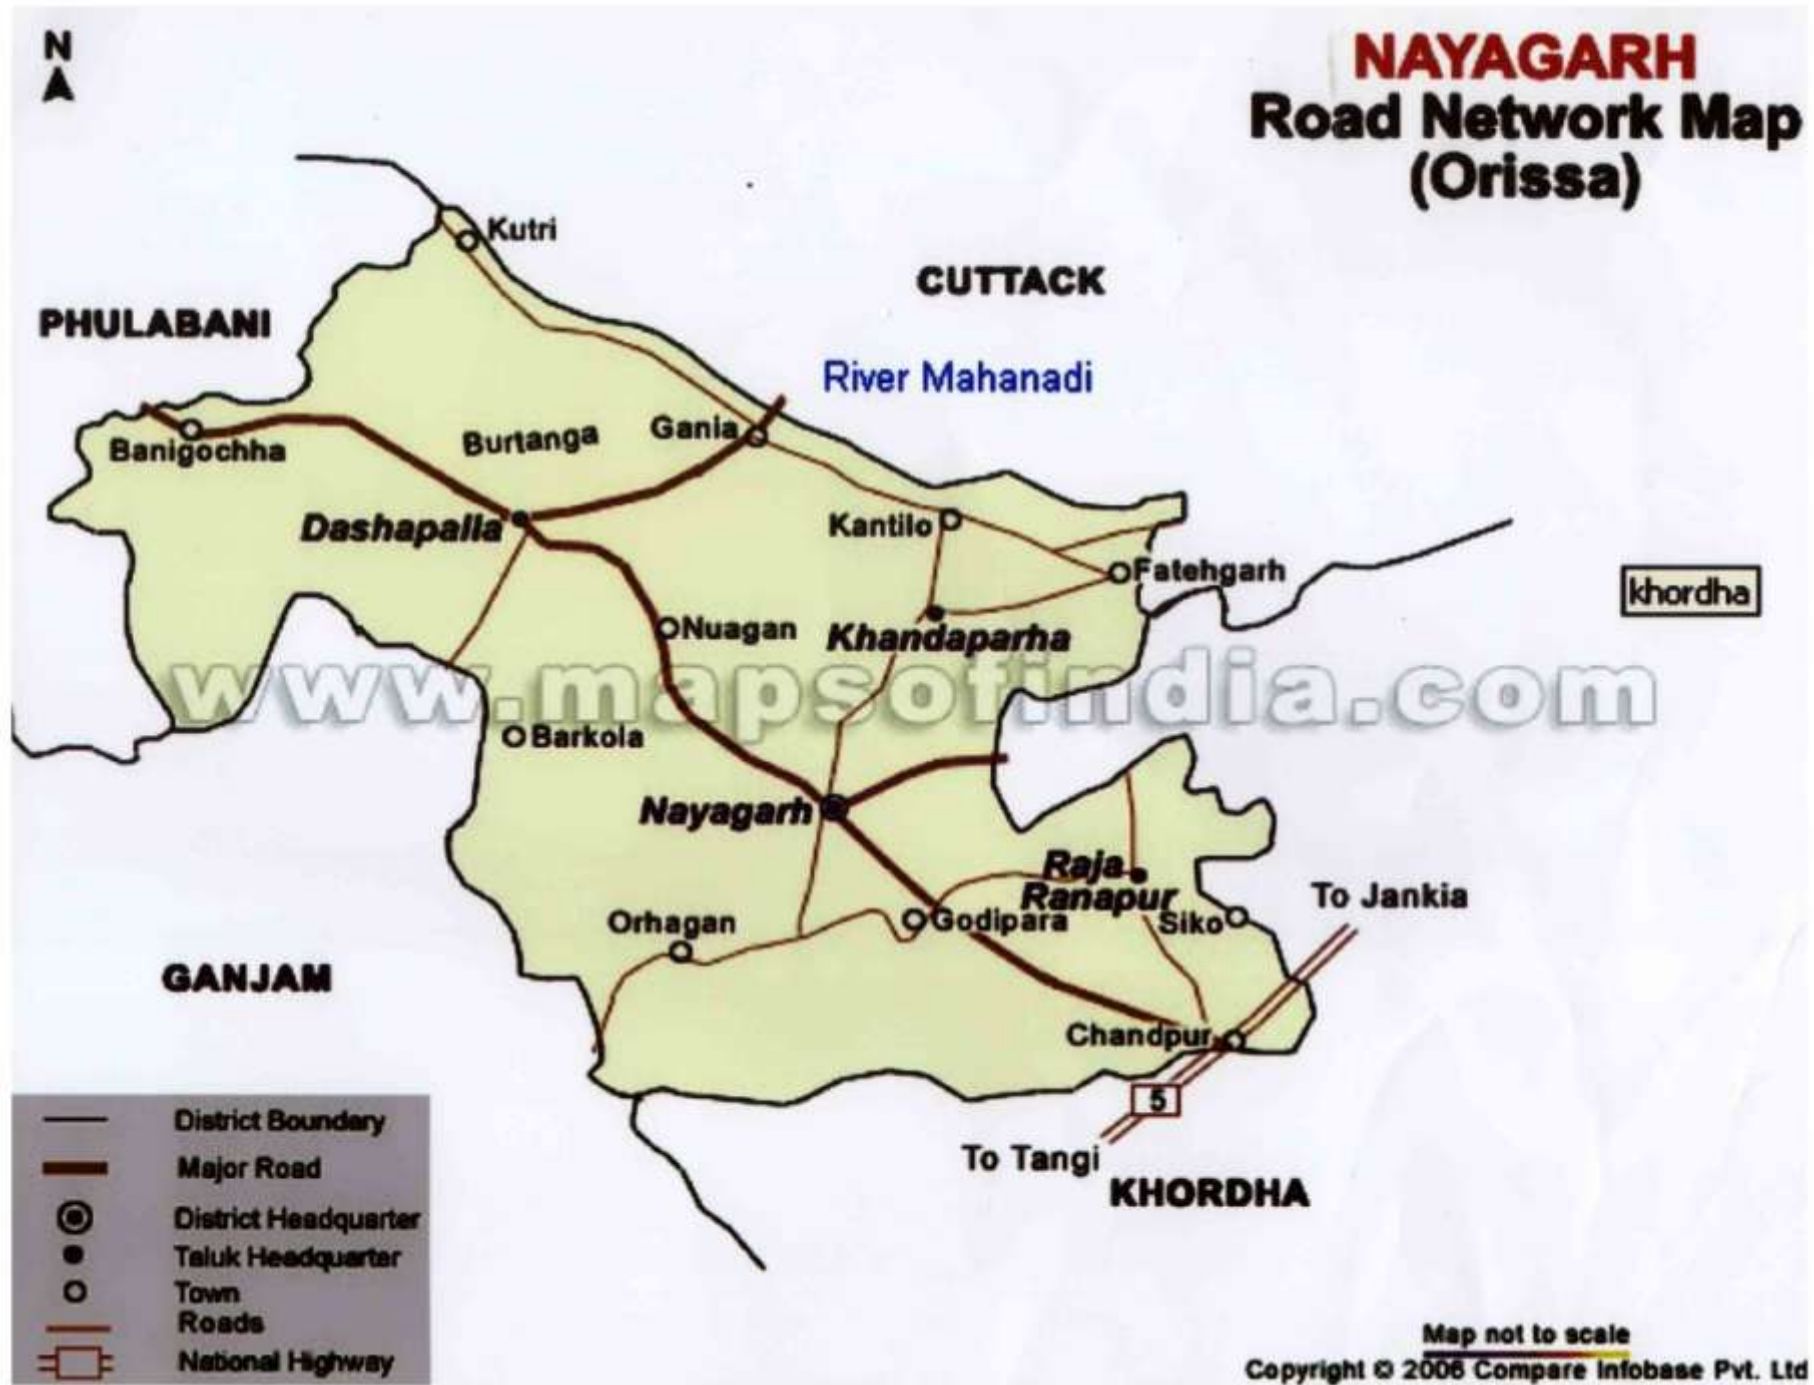 N
NAYAGARH
Road Network Map
(Orissa)
Kutri
CUTTACK
PHULABANI
River Mahanadi
Burtanga
Gania
Banigochha
Dashapalla
Kantilo
Fatehgarh
khordha
Nuagan
Khandaparha
www.mapsofindia.com
Barkola
Nayagarh
Raja
Ranapur
To Jankia
Orhagan
Godipara
Siko
GANJAM
Chandpur
5
To Tangi
KHORDHA
District Boundary
Major Road
District Headquarter
Taluk Headquarter
Town
Roads
National Highway
Map not to scale
Copyright © 2006 Compare Infobase Pvt. Ltd